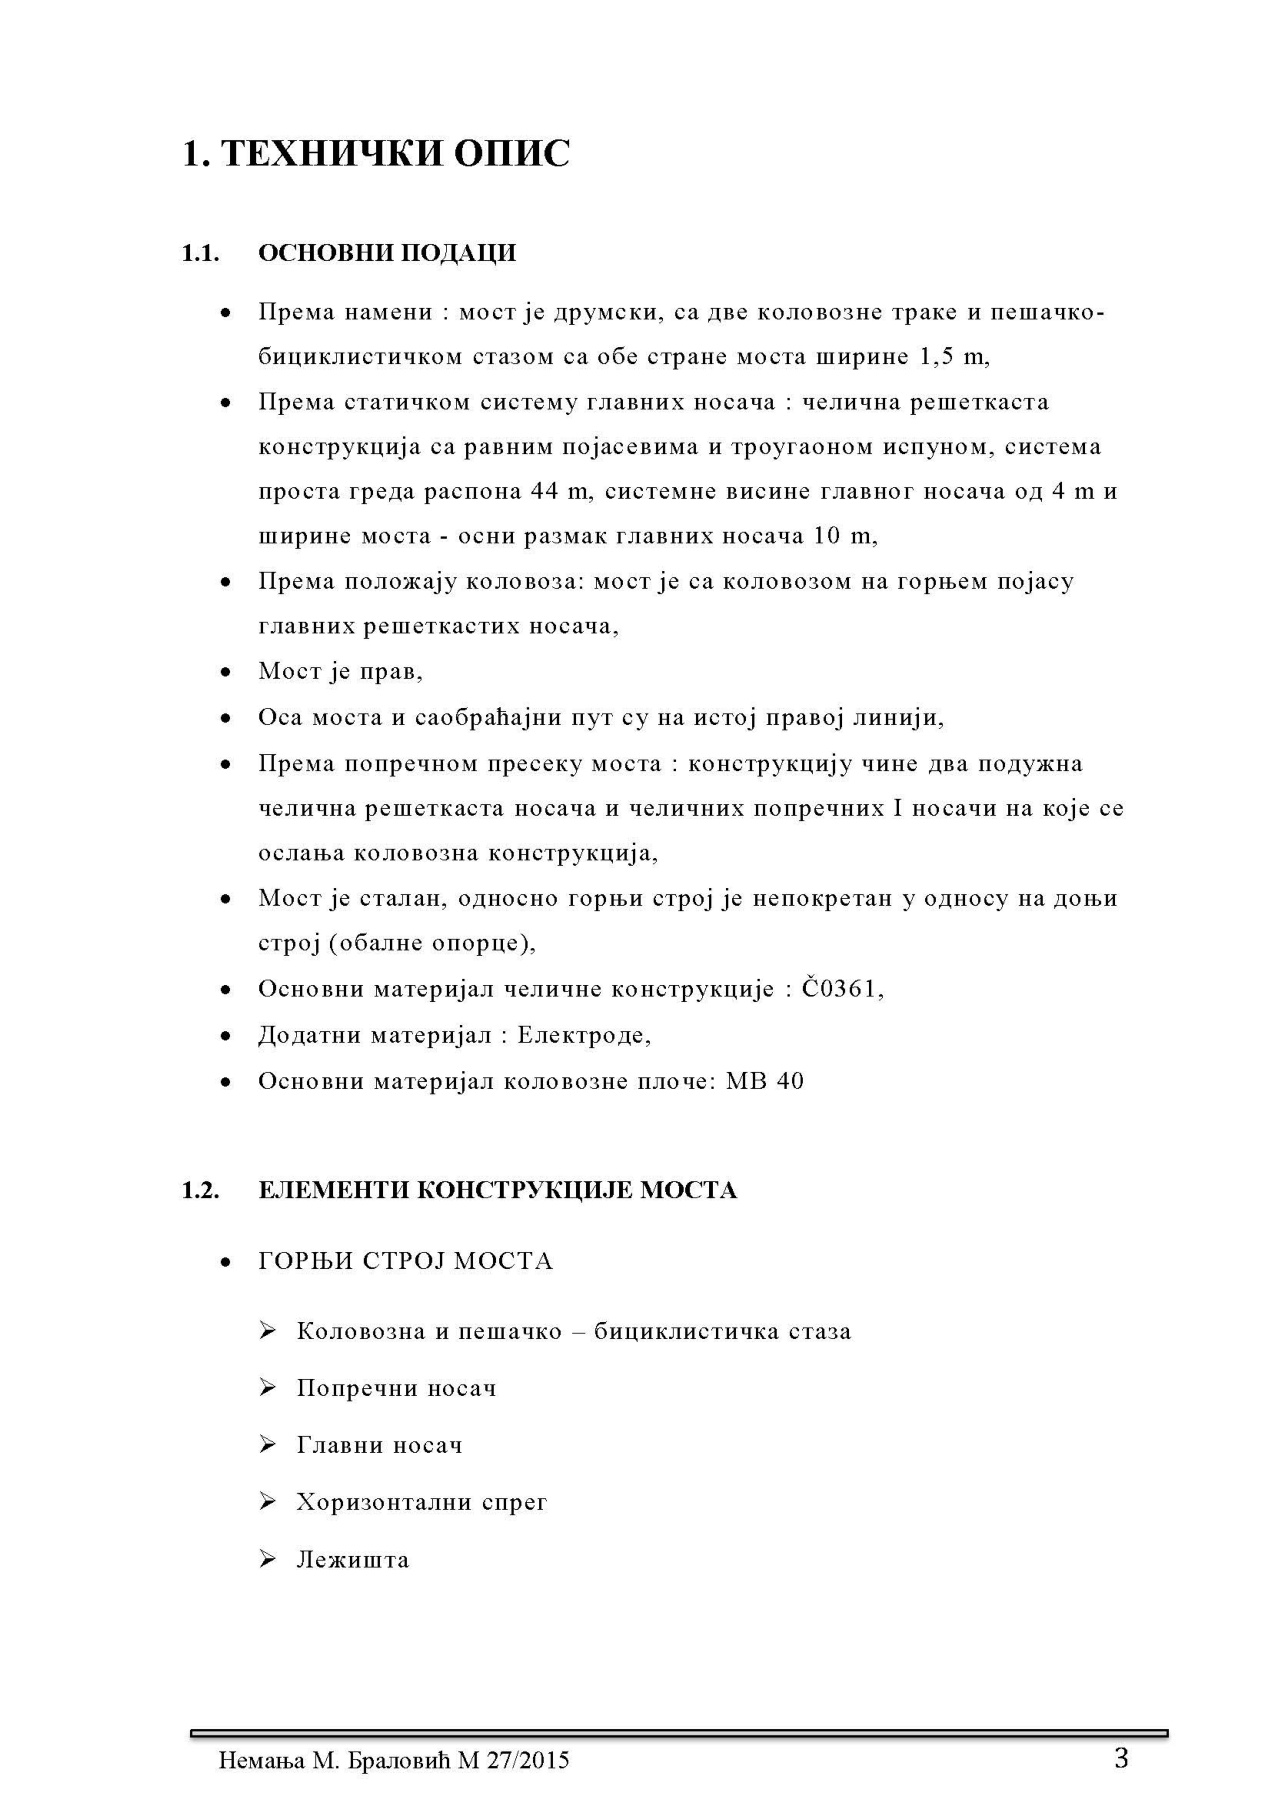 1. ТЕХНИЧКИ ОПИС
1.1. ОСНОВНИ ПОДАЦИ
• Према намени : мост је друмски, са две коловозне траке и пешачко-
бициклистичком стазом са обе стране моста ширине 1,5 m,
• Према статичком систему главних носача : челична решеткаста
конструкција са равним појасевима и троугаоном испуном, система
проста греда распона 44 m, системне висине главног носача од 4 m и
ширине моста - осни размак главних носача 10 m,
• Према положају коловоза: мост је са коловозом на горњем појасу
главних решеткастих носача,
• Мост је прав,
• Оса моста и саобраћајни пут су на истој правој линији,
• Према попречном пресеку моста : конструкцију чине два подужна
челична решеткаста носача и челичних попречних I носачи на које се
ослања коловозна конструкција,
• Мост је сталан, односно горњи строј је непокретан у односу на доњи
строј (обалне опорце),
• Основни материјал челичне конструкције : Č0361,
• Додатни материјал : Електроде,
• Основни материјал коловозне плоче: МВ 40
1.2. ЕЛЕМЕНТИ КОНСТРУКЦИЈЕ МОСТА
• ГОРЊИ СТРОЈ МОСТА
➢ Коловозна и пешачко – бициклистичка стаза
➢ Попречни носач
➢ Главни носач
➢ Хоризонтални спрег
➢ Лежишта
Немања М. Браловић М 27/2015 3